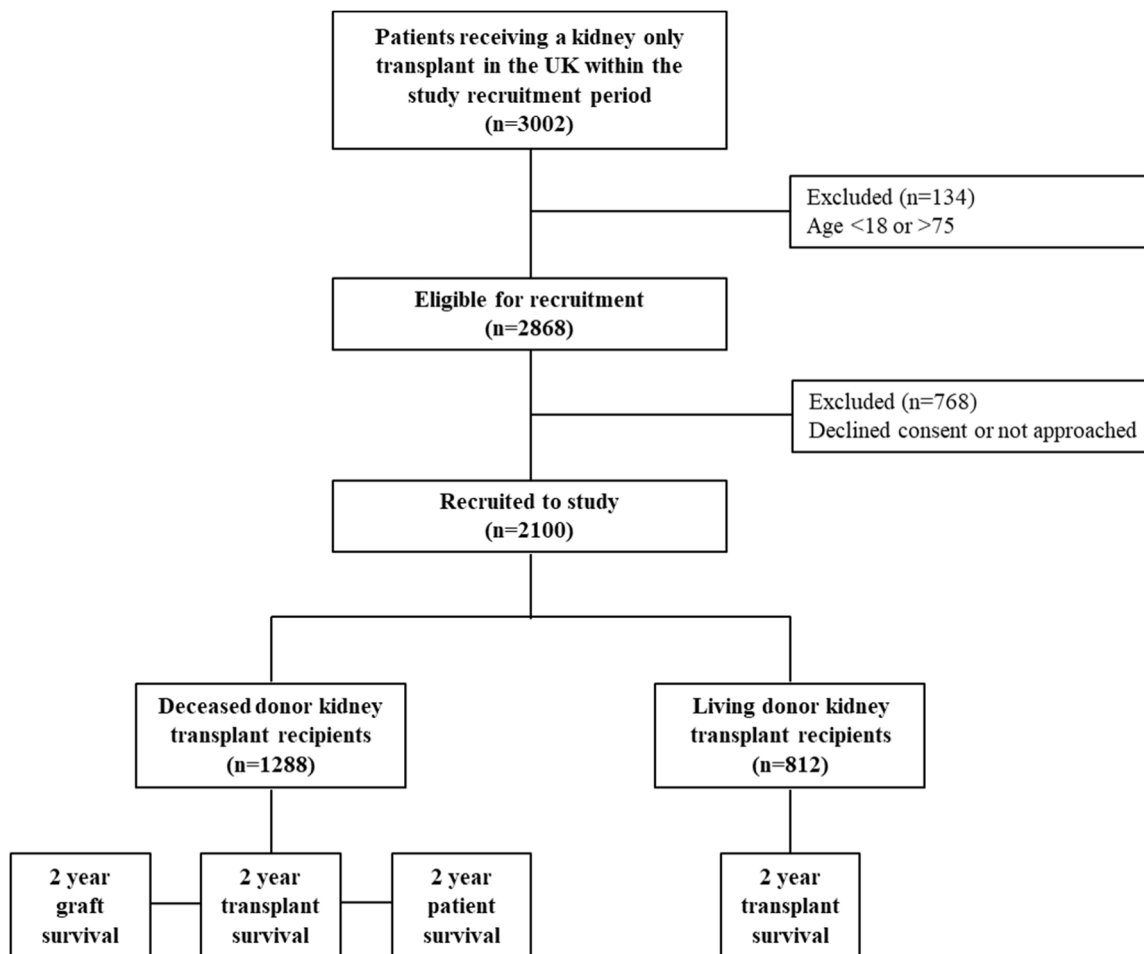 Patients receiving a kidney only
transplant in the UK within the
study recruitment period
(n=3002)
Excluded (n=134)
Age <18 or >75
Eligible for recruitment
(n=2868)
Excluded (n=768)
Declined consent or not approached
Recruited to study
(n=2100)
Deceased donor kidney
transplant recipients
(n=1288)
Living donor kidney
transplant recipients
(n=812)
2 year
graft
survival
2 year
transplant
survival
2 year
patient
survival
2 year
transplant
survival